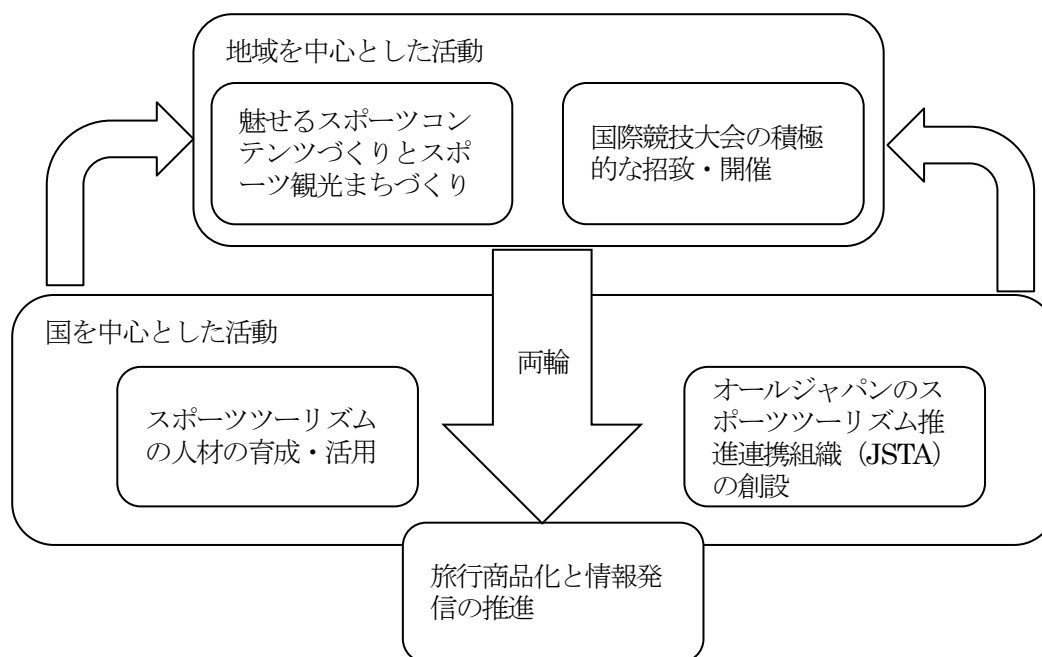 地域を中心とした活動
魅せるスポーツコン
テンツづくりとスポ
ーツ観光まちづくり
国際競技大会の積極
的な招致・開催
国を中心とした活動
両輪
スポーツツーリズム
の人材の育成・活用
オールジャパンのス
ポーツツーリズム推
進連携組織（JSTA）
の創設
旅行商品化と情報発
信の推進